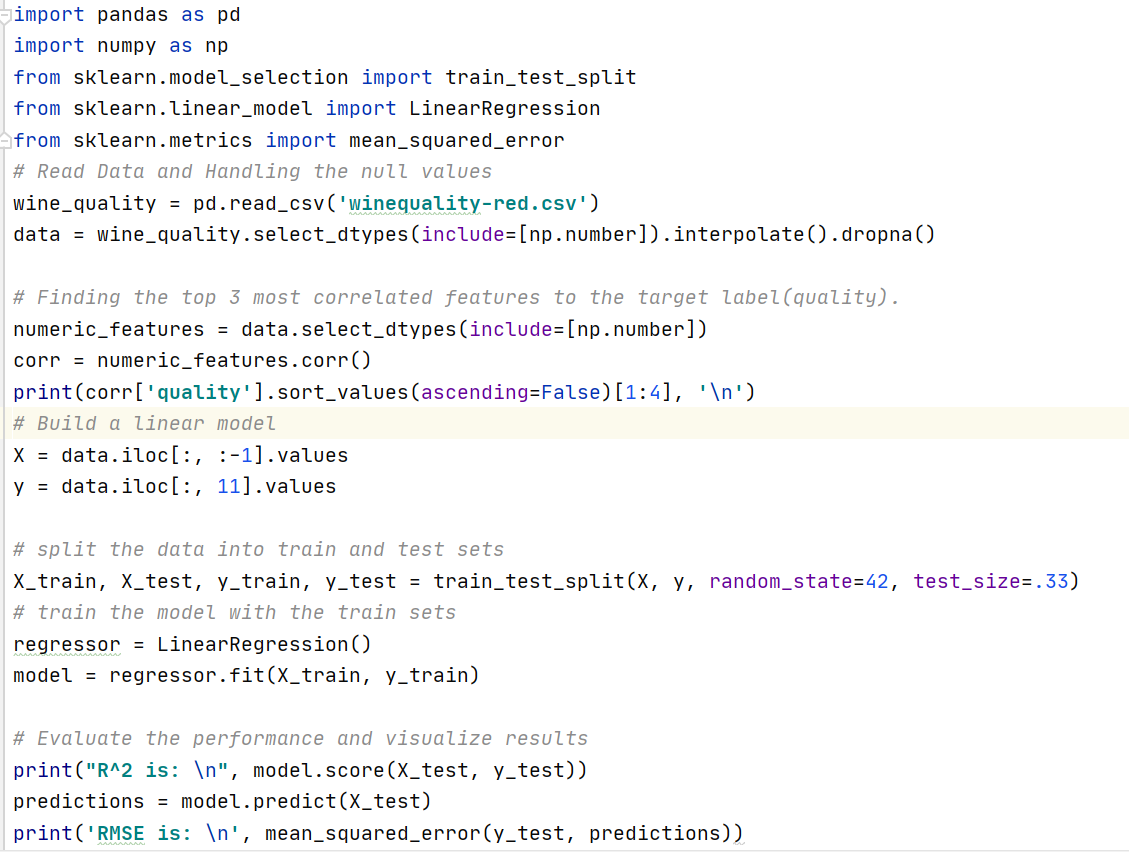 import pandas as pd
import numpy as np
from sklearn.model_selection import train_test_split
from sklearn.linear_model import LinearRegression
from sklearn.metrics import mean_squared_error
# Read Data and Handling the null values
wine_quality = pd.read_csv('winequality-red.csv')
data = wine_quality.select_dtypes(include=[np.number]).interpolate().dropna()
# Finding the top 3 most correlated features to the target label(quality).
numeric_features = data.select_dtypes(include=[np.number])
corr = numeric_features.corr()
print(corr['quality'].sort_values(ascending=False)[1:4], '\n')
# Build a linear model
X = data.iloc[:, :-1].values
y = data.iloc[:, 11].values
# split the data into train and test sets
X_train, X_test, y_train, y_test = train_test_split(X, y, random_state=42, test_size=.33)
# train the model with the train sets
regressor = LinearRegression()
model = regressor.fit(X_train, y_train)
# Evaluate the performance and visualize results
print("R^2 is: \n", model.score(X_test, y_test))
predictions = model.predict(X_test)
print('RMSE is: \n', mean_squared_error(y_test, predictions))